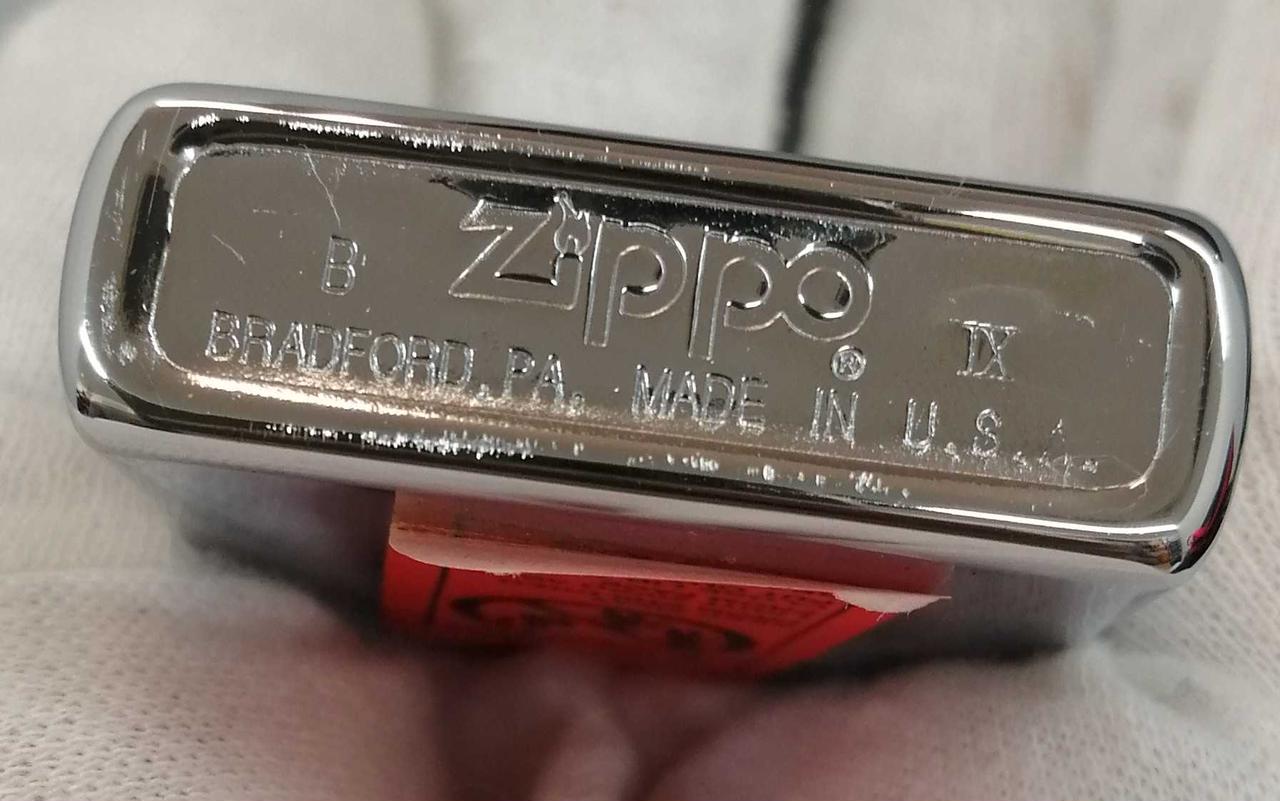 B Zippo ® IX
BRADFORD, PA. MADE IN U.S.A.